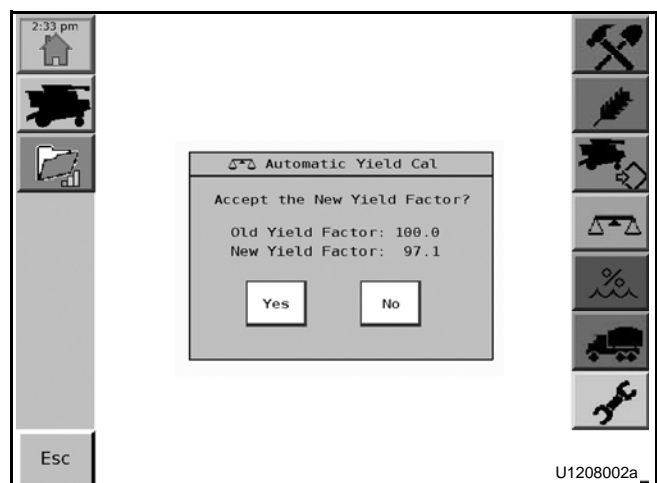 2:33 pm
Automatic Yield Cal
Accept the New Yield Factor?
Old Yield Factor: 100.0
New Yield Factor: 97.1
Yes
No
%
Esc
U1208002a_